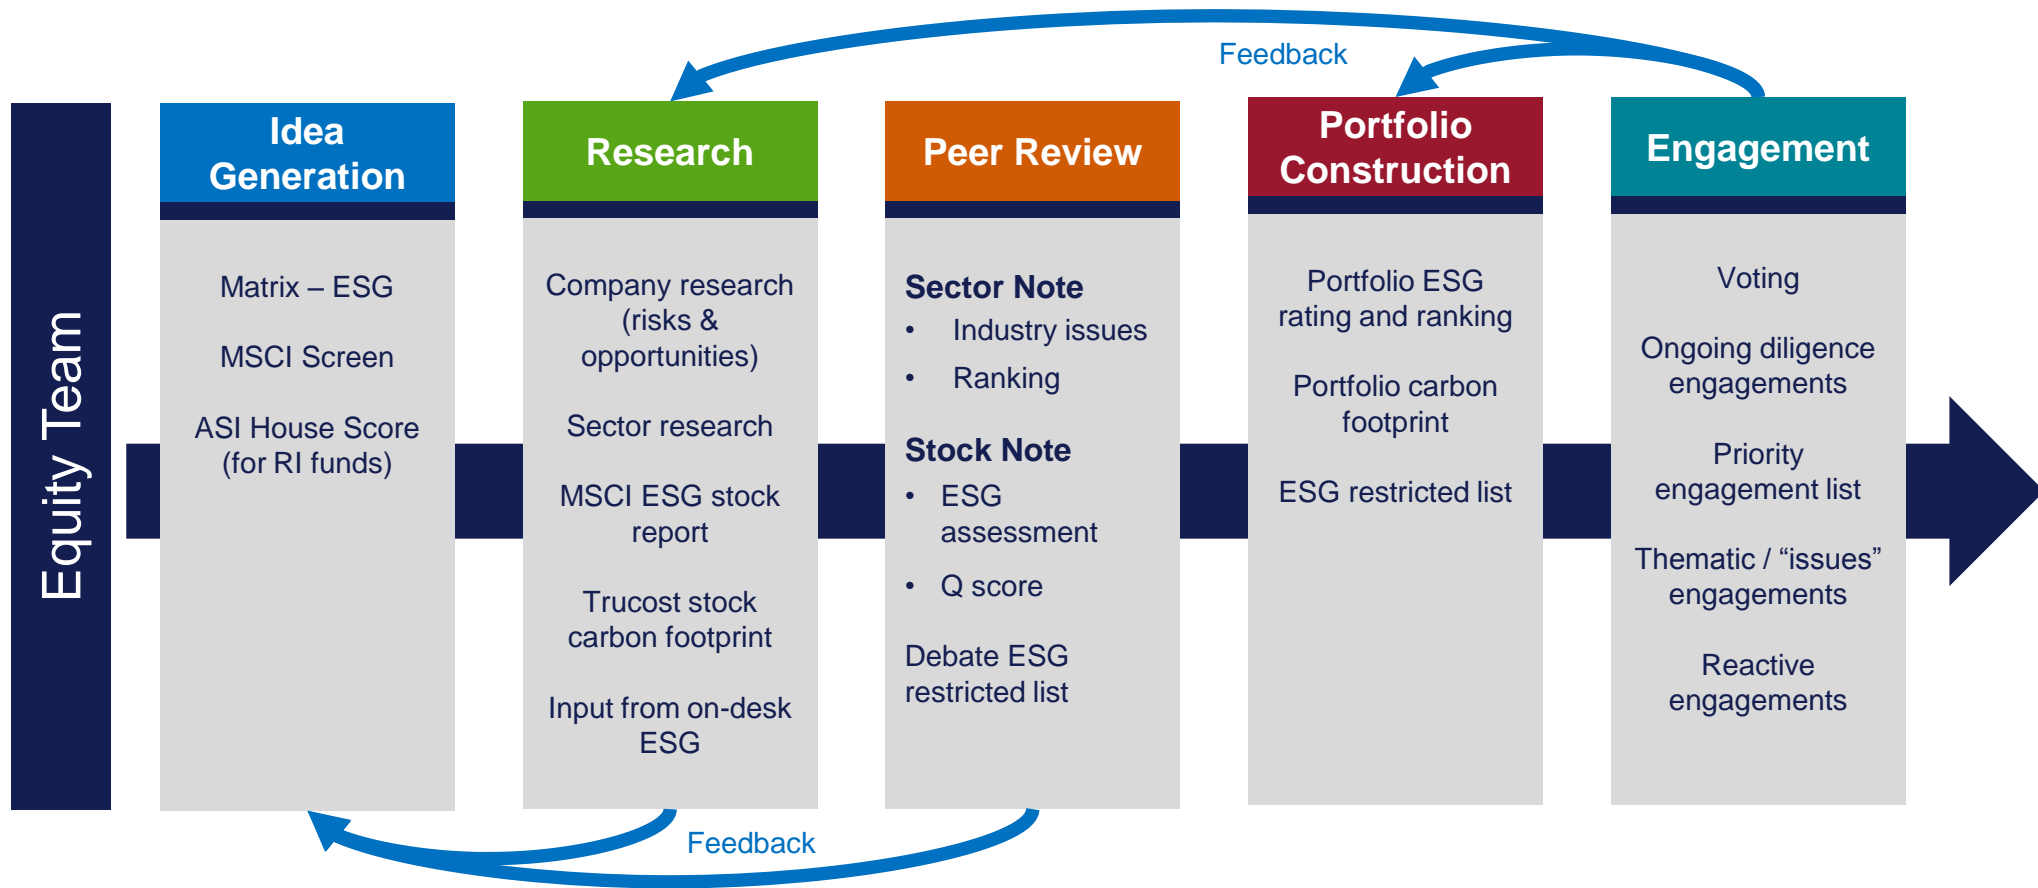 Feedback
Equity Team
Idea
Generation
Matrix – ESG
MSCI Screen
ASI House Score
(for RI funds)
Research
Company research
(risks &
opportunities)
Sector research
MSCI ESG stock
report
Trucost stock
carbon footprint
Input from on-desk
ESG
Peer Review
Sector Note
• Industry issues
• Ranking
Stock Note
• ESG
assessment
• Q score
Debate ESG
restricted list
Portfolio
Construction
Portfolio ESG
rating and ranking
Portfolio carbon
footprint
ESG restricted list
Engagement
Voting
Ongoing diligence
engagements
Priority
engagement list
Thematic / “issues”
engagements
Reactive
engagements
Feedback